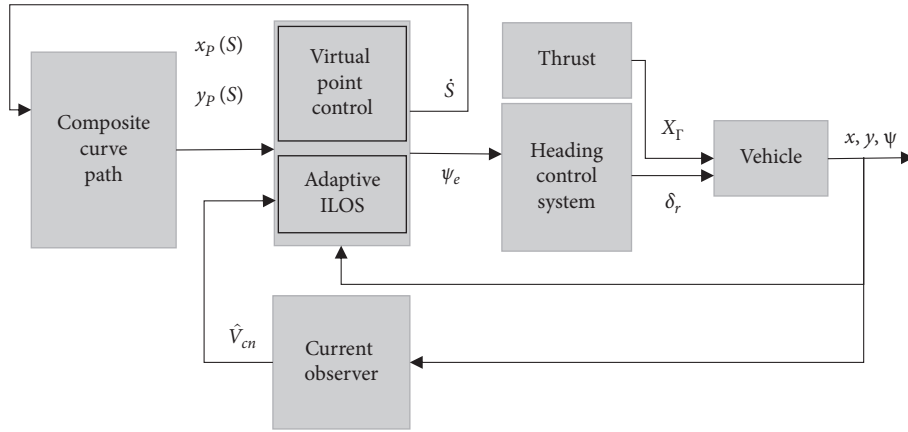 Composite
curve
path
x_P (S)
y_P (S)
Virtual
point
control
Adaptive
ILOS
Ṡ
ψ_e
Thrust
Heading
control
system
X_Γ
δ_r
Vehicle
x, y, ψ
V̂_cn
Current
observer